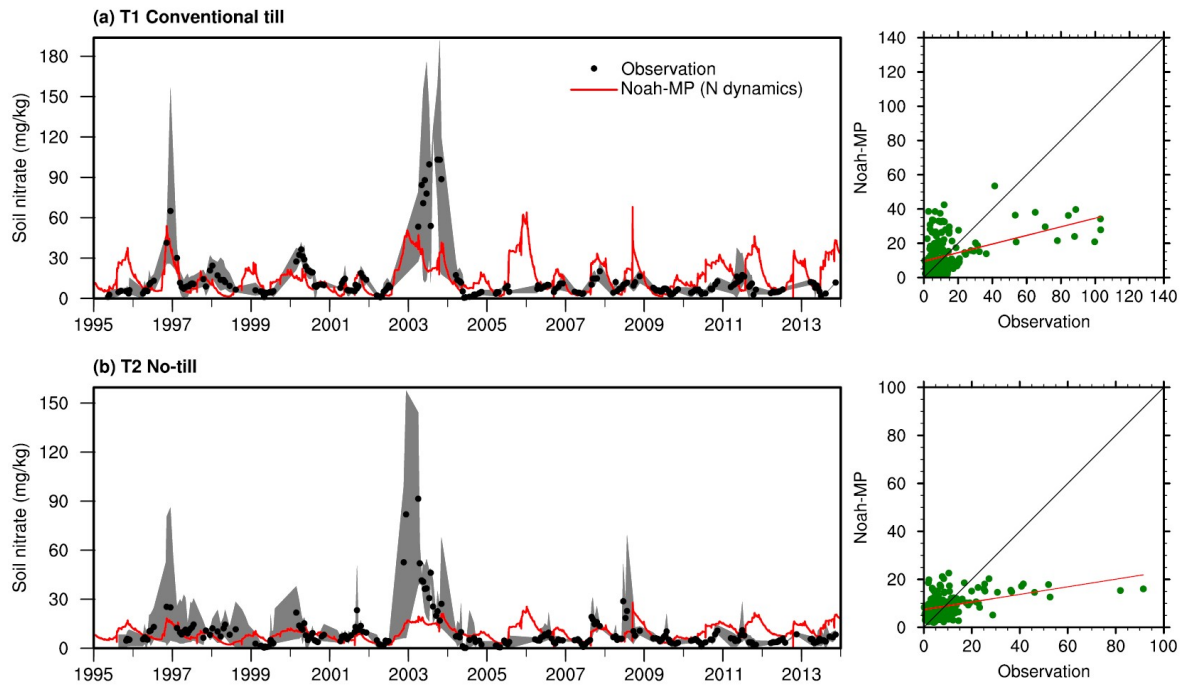 (a) T1 Conventional till
Soil nitrate (mg/kg)
180
150
120
90
60
30
0
1995 1997 1999 2001 2003 2005 2007 2009 2011 2013
Observation
Noah-MP (N dynamics)
Noah-MP
140
120
100
80
60
40
20
0
0 20 40 60 80 100 120 140
Observation
(b) T2 No-till
Soil nitrate (mg/kg)
150
120
90
60
30
0
1995 1997 1999 2001 2003 2005 2007 2009 2011 2013
Noah-MP
100
80
60
40
20
0
0 20 40 60 80 100
Observation